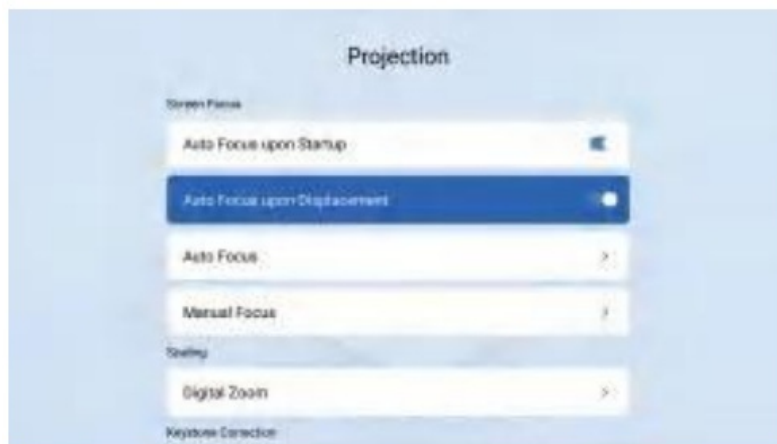 Projection
Screen Focus
Auto Focus upon Startup
Auto Focus upon Displacement
Auto Focus
Manual Focus
Scaling
Digital Zoom
Keystone Correction